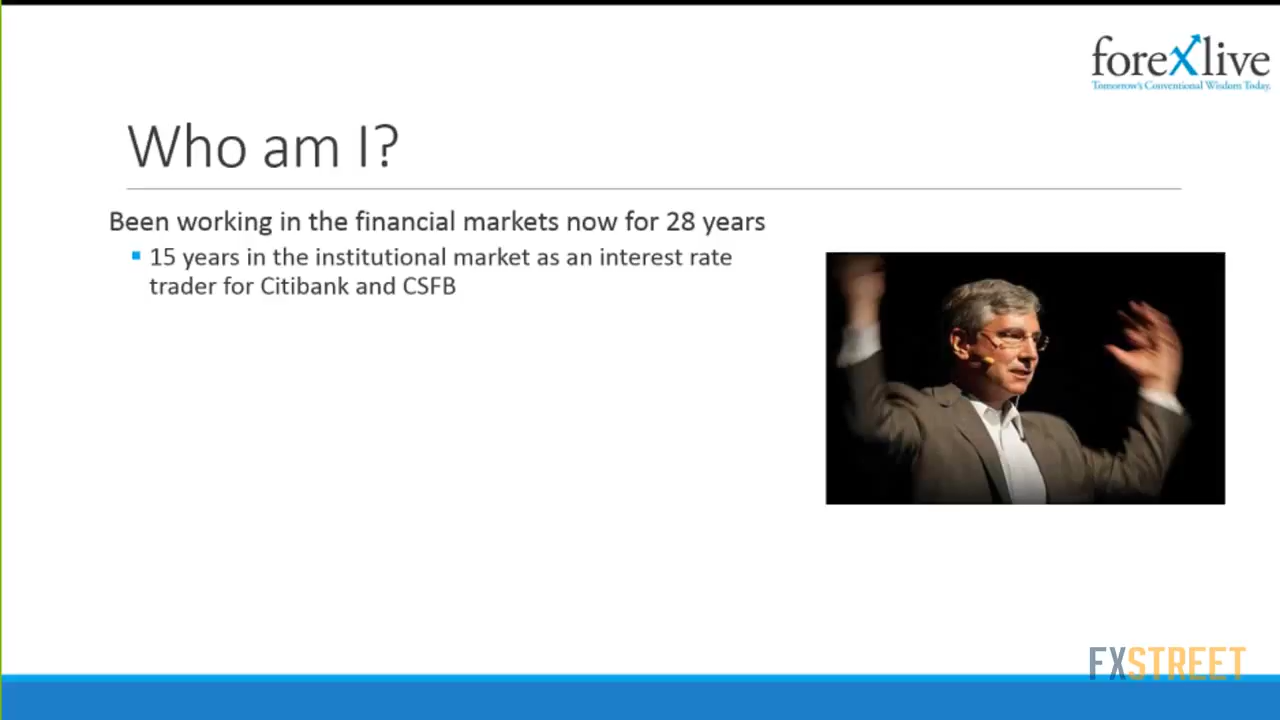 forexlive
Tomorrow's Conventional Wisdom Today.
Who am I?
Been working in the financial markets now for 28 years
15 years in the institutional market as an interest rate
trader for Citibank and CSFB
FXSTREET